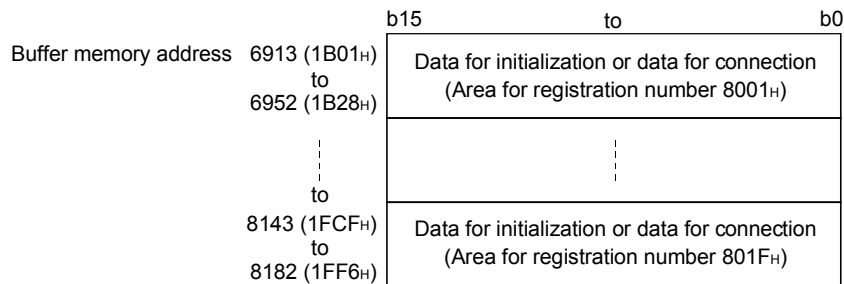 b15 to b0
Buffer memory address 6913 (1B01H)
to
6952 (1B28H)
Data for initialization or data for connection
(Area for registration number 8001H)
to
8143 (1FCFH)
to
8182 (1FF6H)
Data for initialization or data for connection
(Area for registration number 801FH)